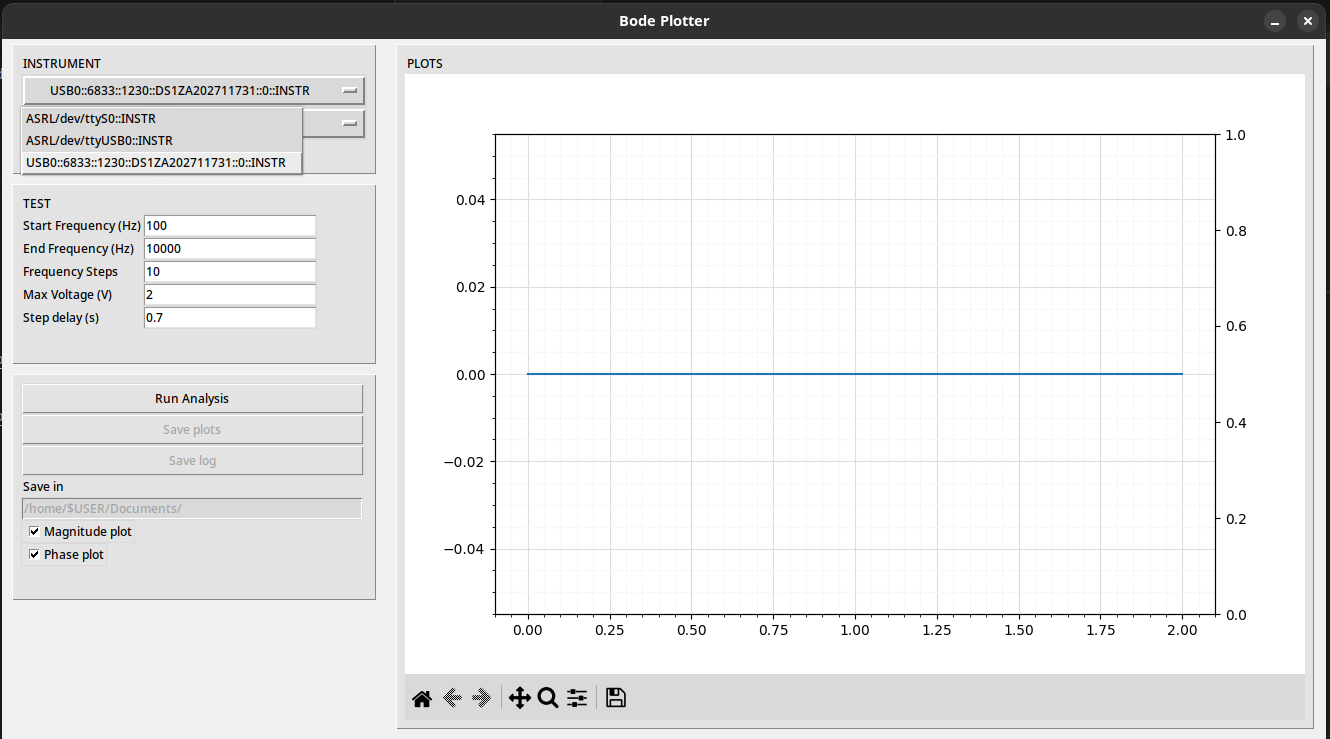 Bode Plotter
INSTRUMENT
USB0::6833::1230::DS1ZA202711731::0::INSTR
ASRL/dev/ttyS0::INSTR
ASRL/dev/ttyUSB0::INSTR
USB0::6833::1230::DS1ZA202711731::0::INSTR
TEST
Start Frequency (Hz) 100
End Frequency (Hz) 10000
Frequency Steps 10
Max Voltage (V) 2
Step delay (s) 0.7
Run Analysis
Save plots
Save log
Save in
/home/$USER/Documents/
Magnitude plot
Phase plot
PLOTS
0.04
0.02
0.00
−0.02
−0.04
1.0
0.8
0.6
0.4
0.2
0.0
0.00 0.25 0.50 0.75 1.00 1.25 1.50 1.75 2.00